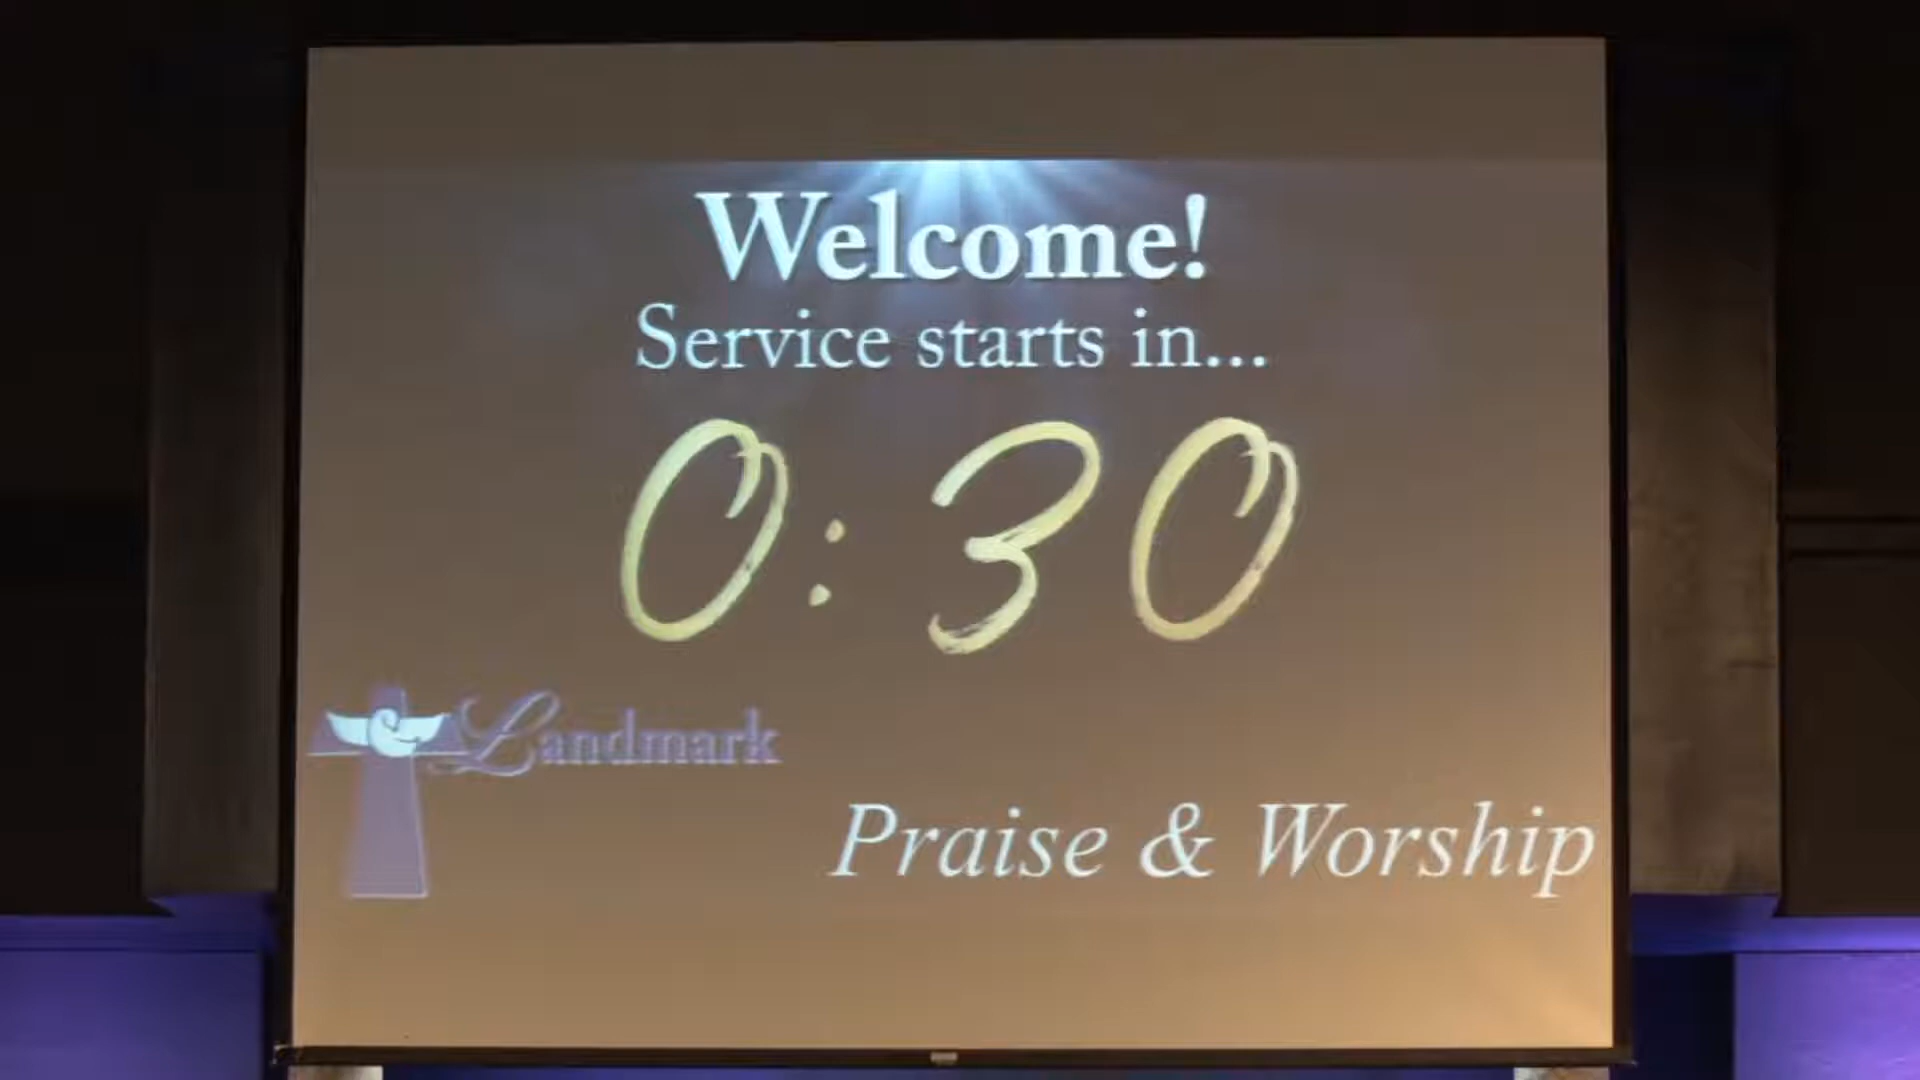 Welcome!
Service starts in...
0:30
Landmark
Praise & Worship